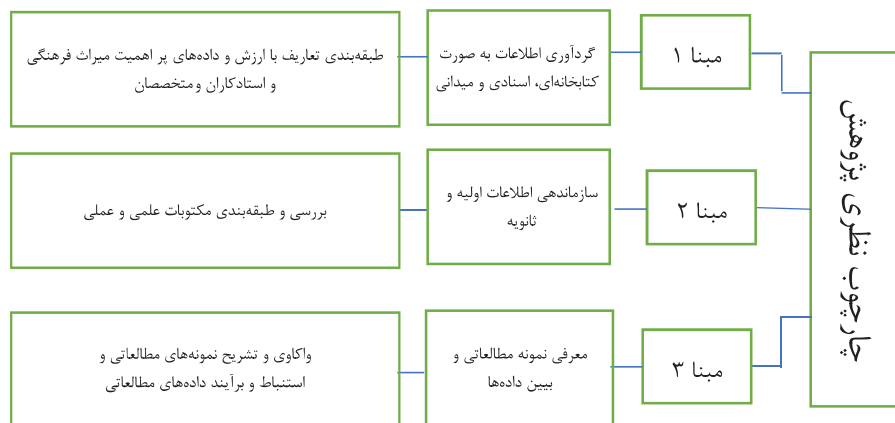 چارچوب نظری پژوهش
مبنا ۱
گردآوری اطلاعات به صورت
کتابخانه‌ای، اسنادی و میدانی
طبقه‌بندی تعاریف با ارزش و داده‌های پر اهمیت میراث فرهنگی
و استادکاران و متخصصان
مبنا ۲
سازماندهی اطلاعات اولیه و
ثانویه
بررسی و طبقه‌بندی مکتوبات علمی و عملی
مبنا ۳
معرفی نمونه مطالعاتی و
بیین داده‌ها
واکاوی و تشریح نمونه‌های مطالعاتی و
استنباط و برآیند داده‌های مطالعاتی